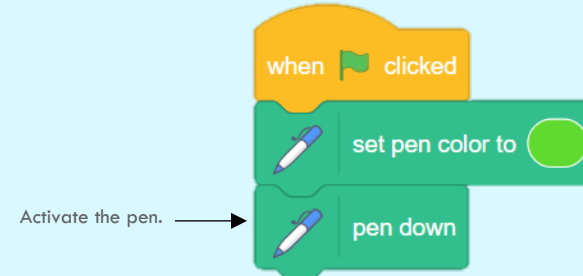 when clicked
set pen color to
Activate the pen.
pen down